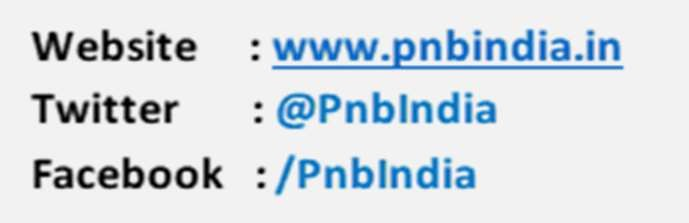 Website : www.pnbindia.in
Twitter : @PnbIndia
Facebook : /PnbIndia